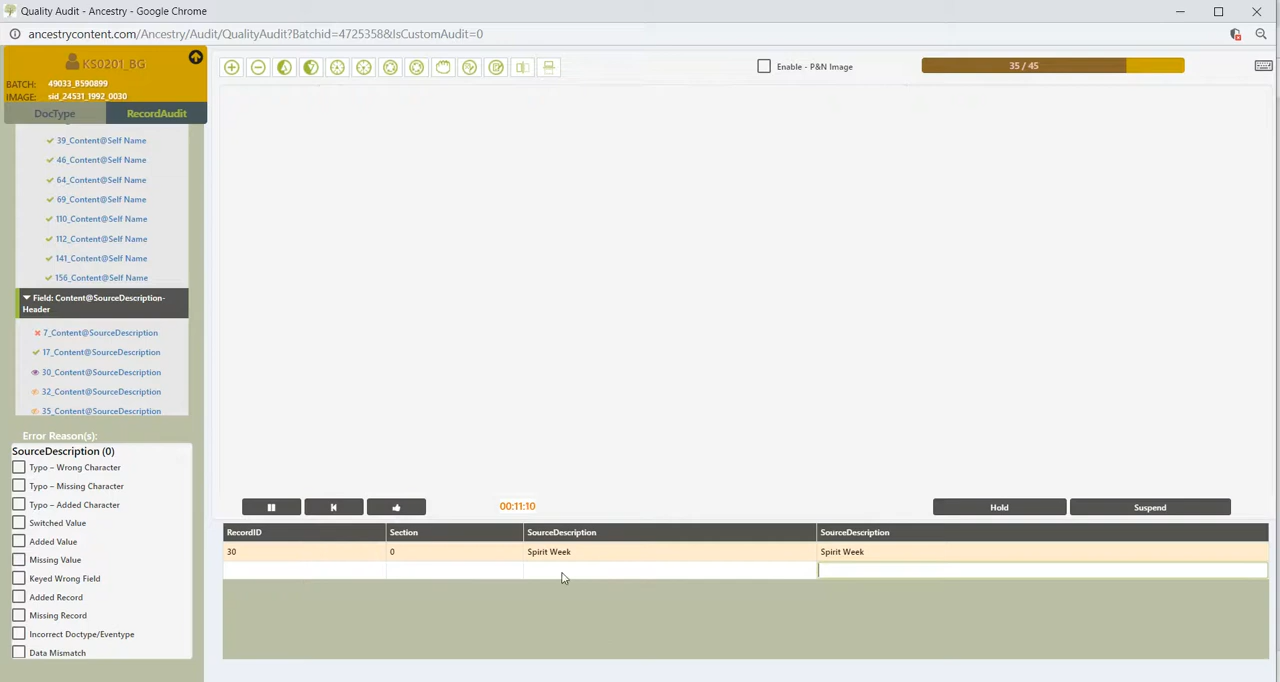 Quality Audit - Ancestry - Google Chrome
ancestrycontent.com/Ancestry/Audit/QualityAudit?Batchid=4725358&IsCustomAudit=0
KS0201_BG
BATCH: 49033_B590899
IMAGE: sid_24531_1992_0030
DocType RecordAudit
Enable - P&N Image
35 / 45
39_Content@Self Name
46_Content@Self Name
64_Content@Self Name
69_Content@Self Name
110_Content@Self Name
112_Content@Self Name
141_Content@Self Name
156_Content@Self Name
Field: Content@SourceDescription-
Header
7_Content@SourceDescription
17_Content@SourceDescription
30_Content@SourceDescription
32_Content@SourceDescription
35_Content@SourceDescription
Error Reason(s):
SourceDescription (0)
Typo – Wrong Character
Typo – Missing Character
Typo – Added Character
Switched Value
Added Value
Missing Value
Keyed Wrong Field
Added Record
Missing Record
Incorrect Doctype/Eventype
Data Mismatch
00:11:10
Hold
Suspend
RecordID Section SourceDescription SourceDescription
30 0 Spirit Week Spirit Week